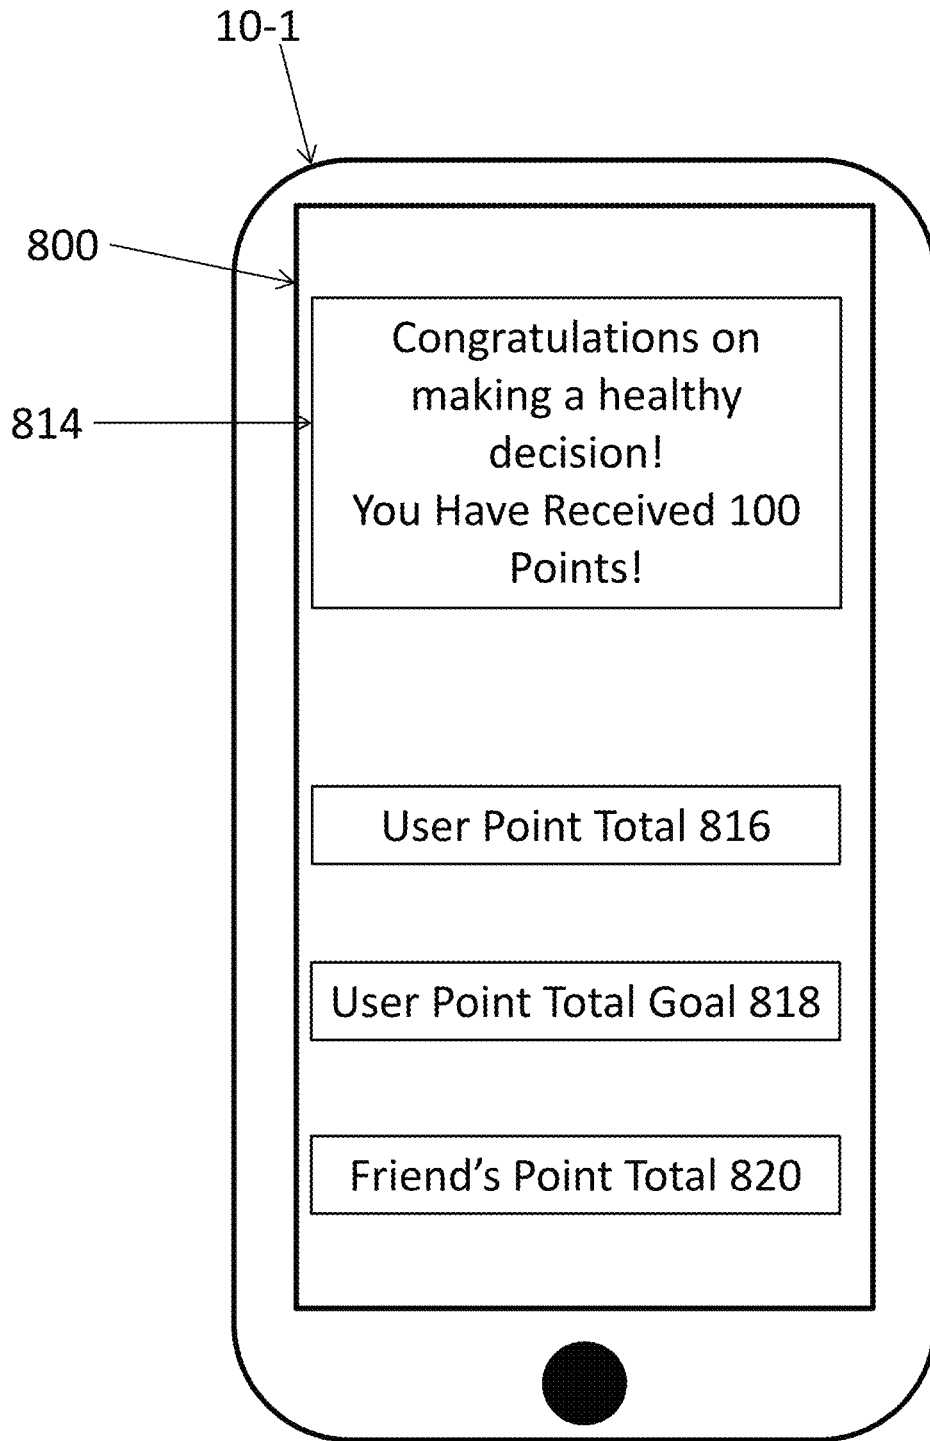 10-1
800
814
Congratulations on
making a healthy
decision!
You Have Received 100
Points!
User Point Total 816
User Point Total Goal 818
Friend’s Point Total 820